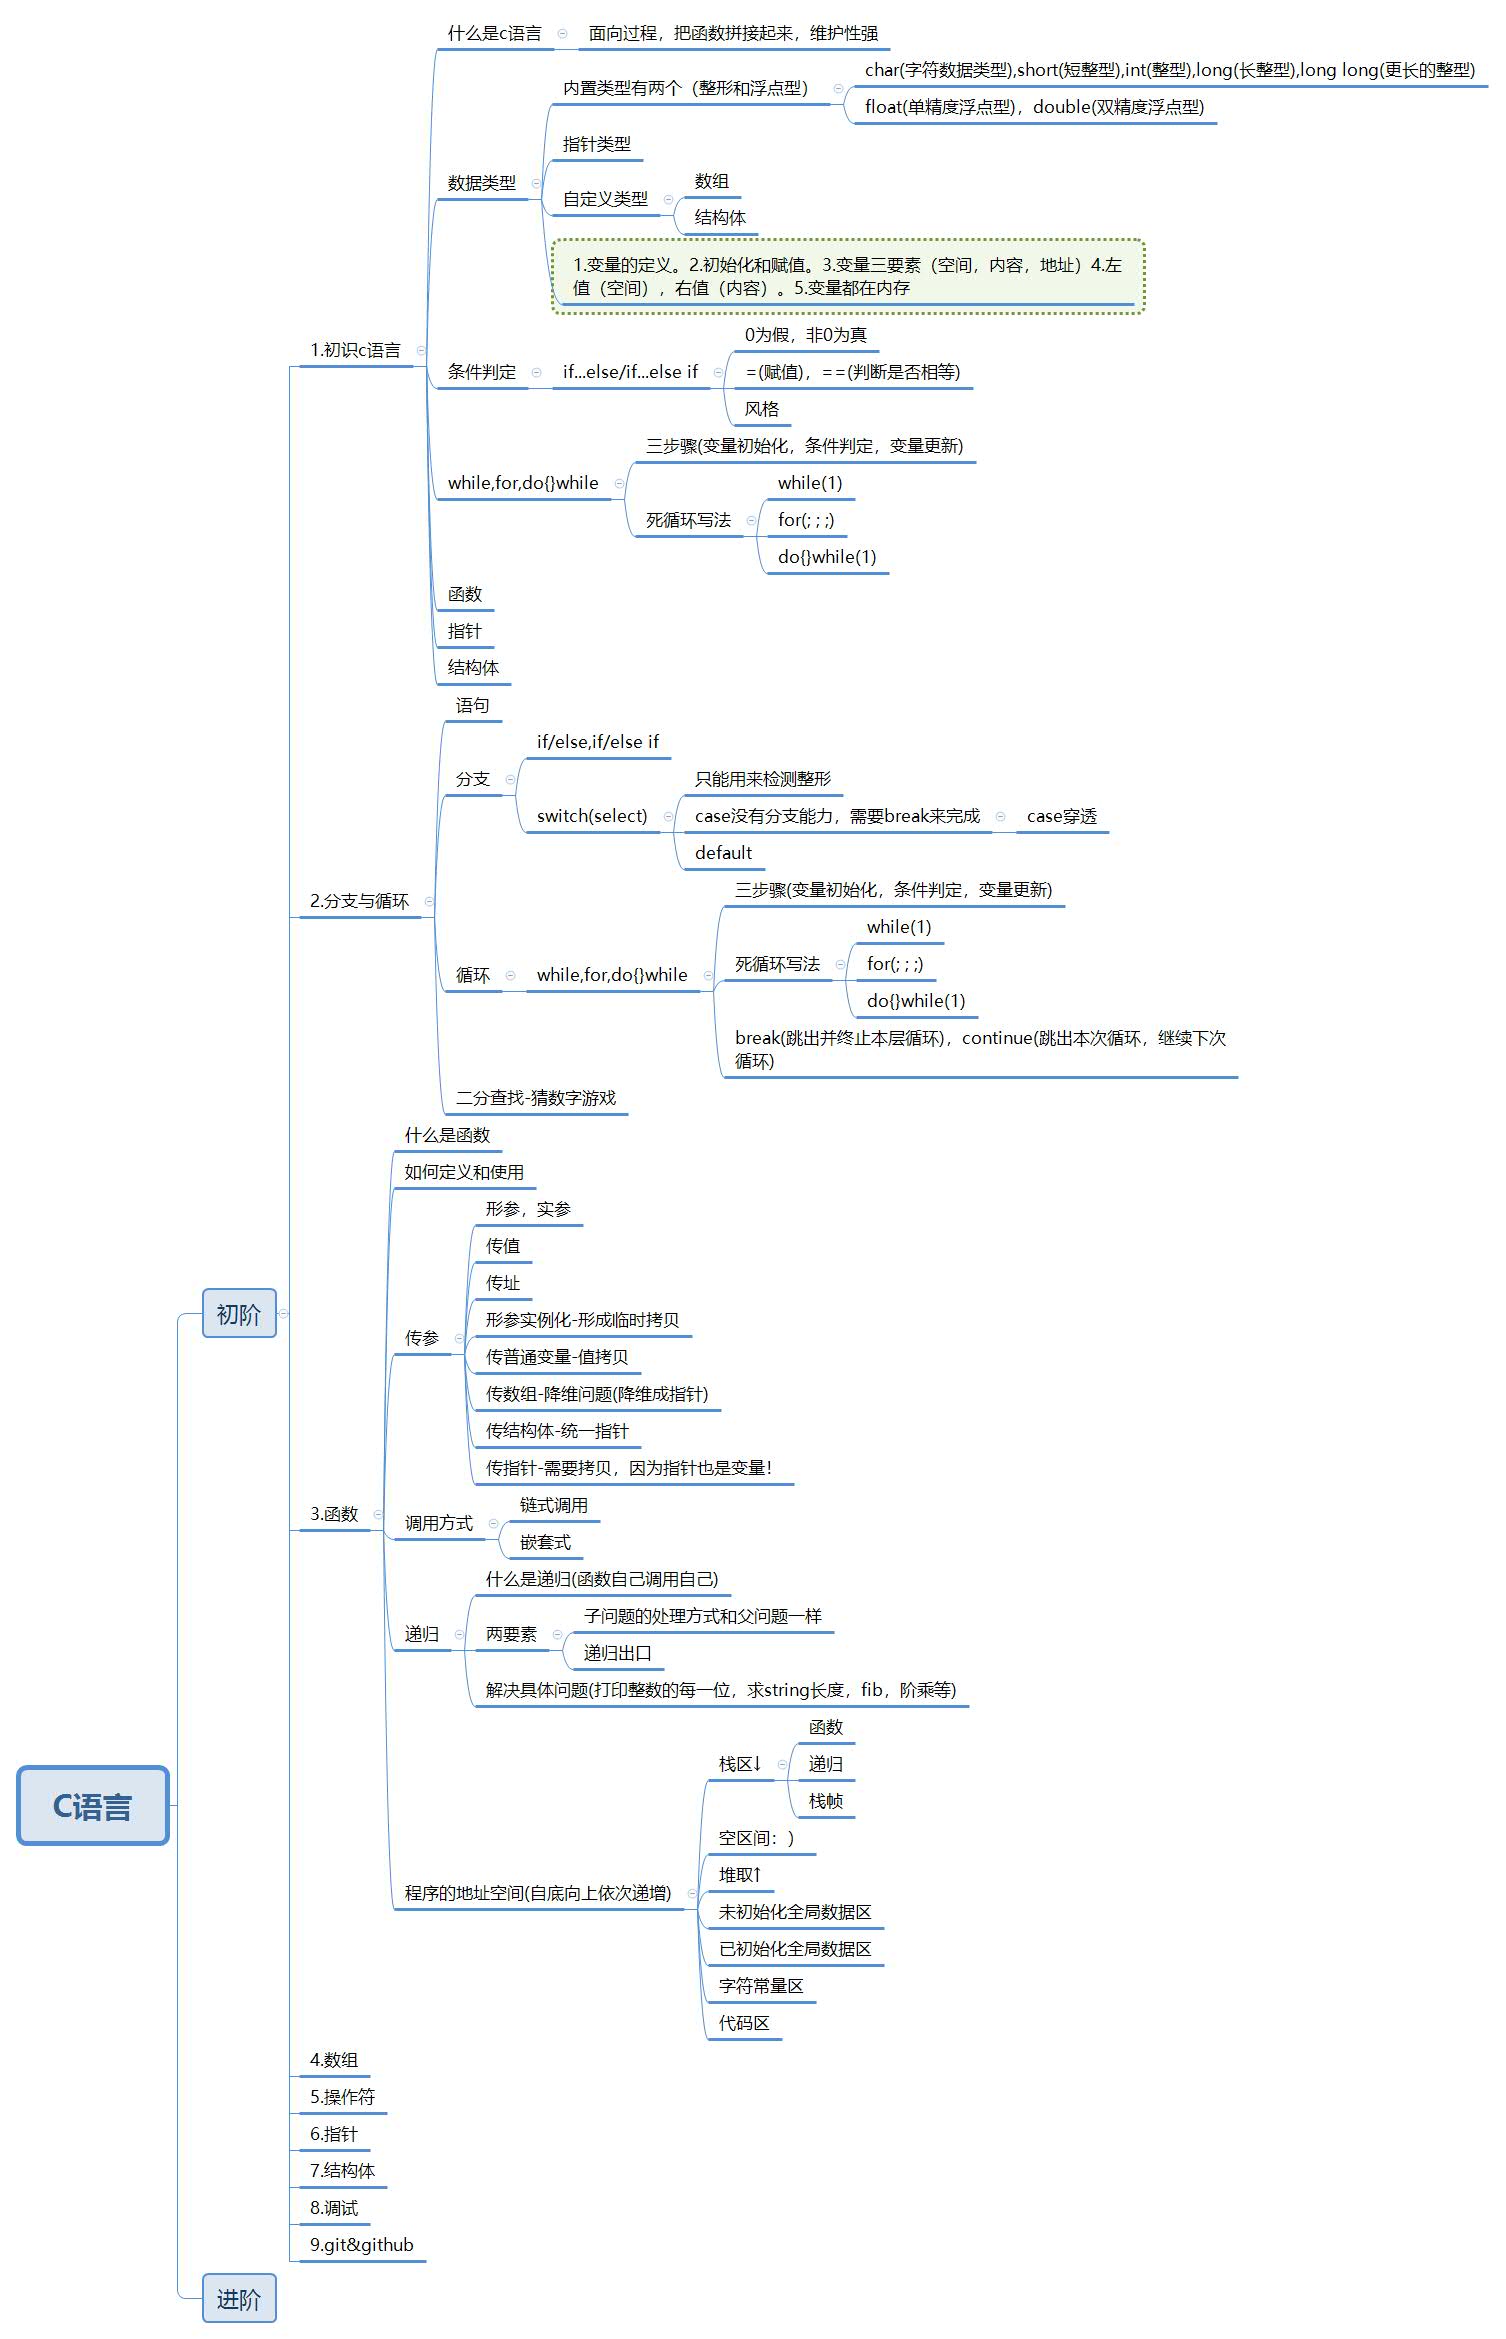 什么是c语言
面向过程，把函数拼接起来，维护性强
char(字符数据类型),short(短整型),int(整型),long(长整型),long long(更长的整型)
内置类型有两个（整形和浮点型）
float(单精度浮点型)，double(双精度浮点型)
指针类型
数据类型
数组
自定义类型
结构体
1.变量的定义。2.初始化和赋值。3.变量三要素（空间，内容，地址）4.左
值（空间），右值（内容）。5.变量都在内存
1.初识c语言
0为假，非0为真
条件判定
if...else/if...else if
=(赋值)，==(判断是否相等)
风格
三步骤(变量初始化，条件判定，变量更新)
while,for,do{}while
while(1)
死循环写法
for(; ; ;)
do{}while(1)
函数
指针
结构体
语句
if/else,if/else if
分支
只能用来检测整形
switch(select)
case没有分支能力，需要break来完成
case穿透
default
2.分支与循环
三步骤(变量初始化，条件判定，变量更新)
while(1)
循环
while,for,do{}while
死循环写法
for(; ; ;)
do{}while(1)
break(跳出并终止本层循环)，continue(跳出本次循环，继续下次
循环)
二分查找-猜数字游戏
什么是函数
如何定义和使用
形参，实参
传值
传址
初阶
形参实例化-形成临时拷贝
传参
传普通变量-值拷贝
传数组-降维问题(降维成指针)
传结构体-统一指针
传指针-需要拷贝，因为指针也是变量！
3.函数
链式调用
调用方式
嵌套式
什么是递归(函数自己调用自己)
子问题的处理方式和父问题一样
递归
两要素
递归出口
解决具体问题(打印整数的每一位，求string长度，fib，阶乘等)
函数
栈区↓
递归
栈帧
C语言
空区间：)
堆取↑
程序的地址空间(自底向上依次递增)
未初始化全局数据区
已初始化全局数据区
字符常量区
代码区
4.数组
5.操作符
6.指针
7.结构体
8.调试
9.git&github
进阶